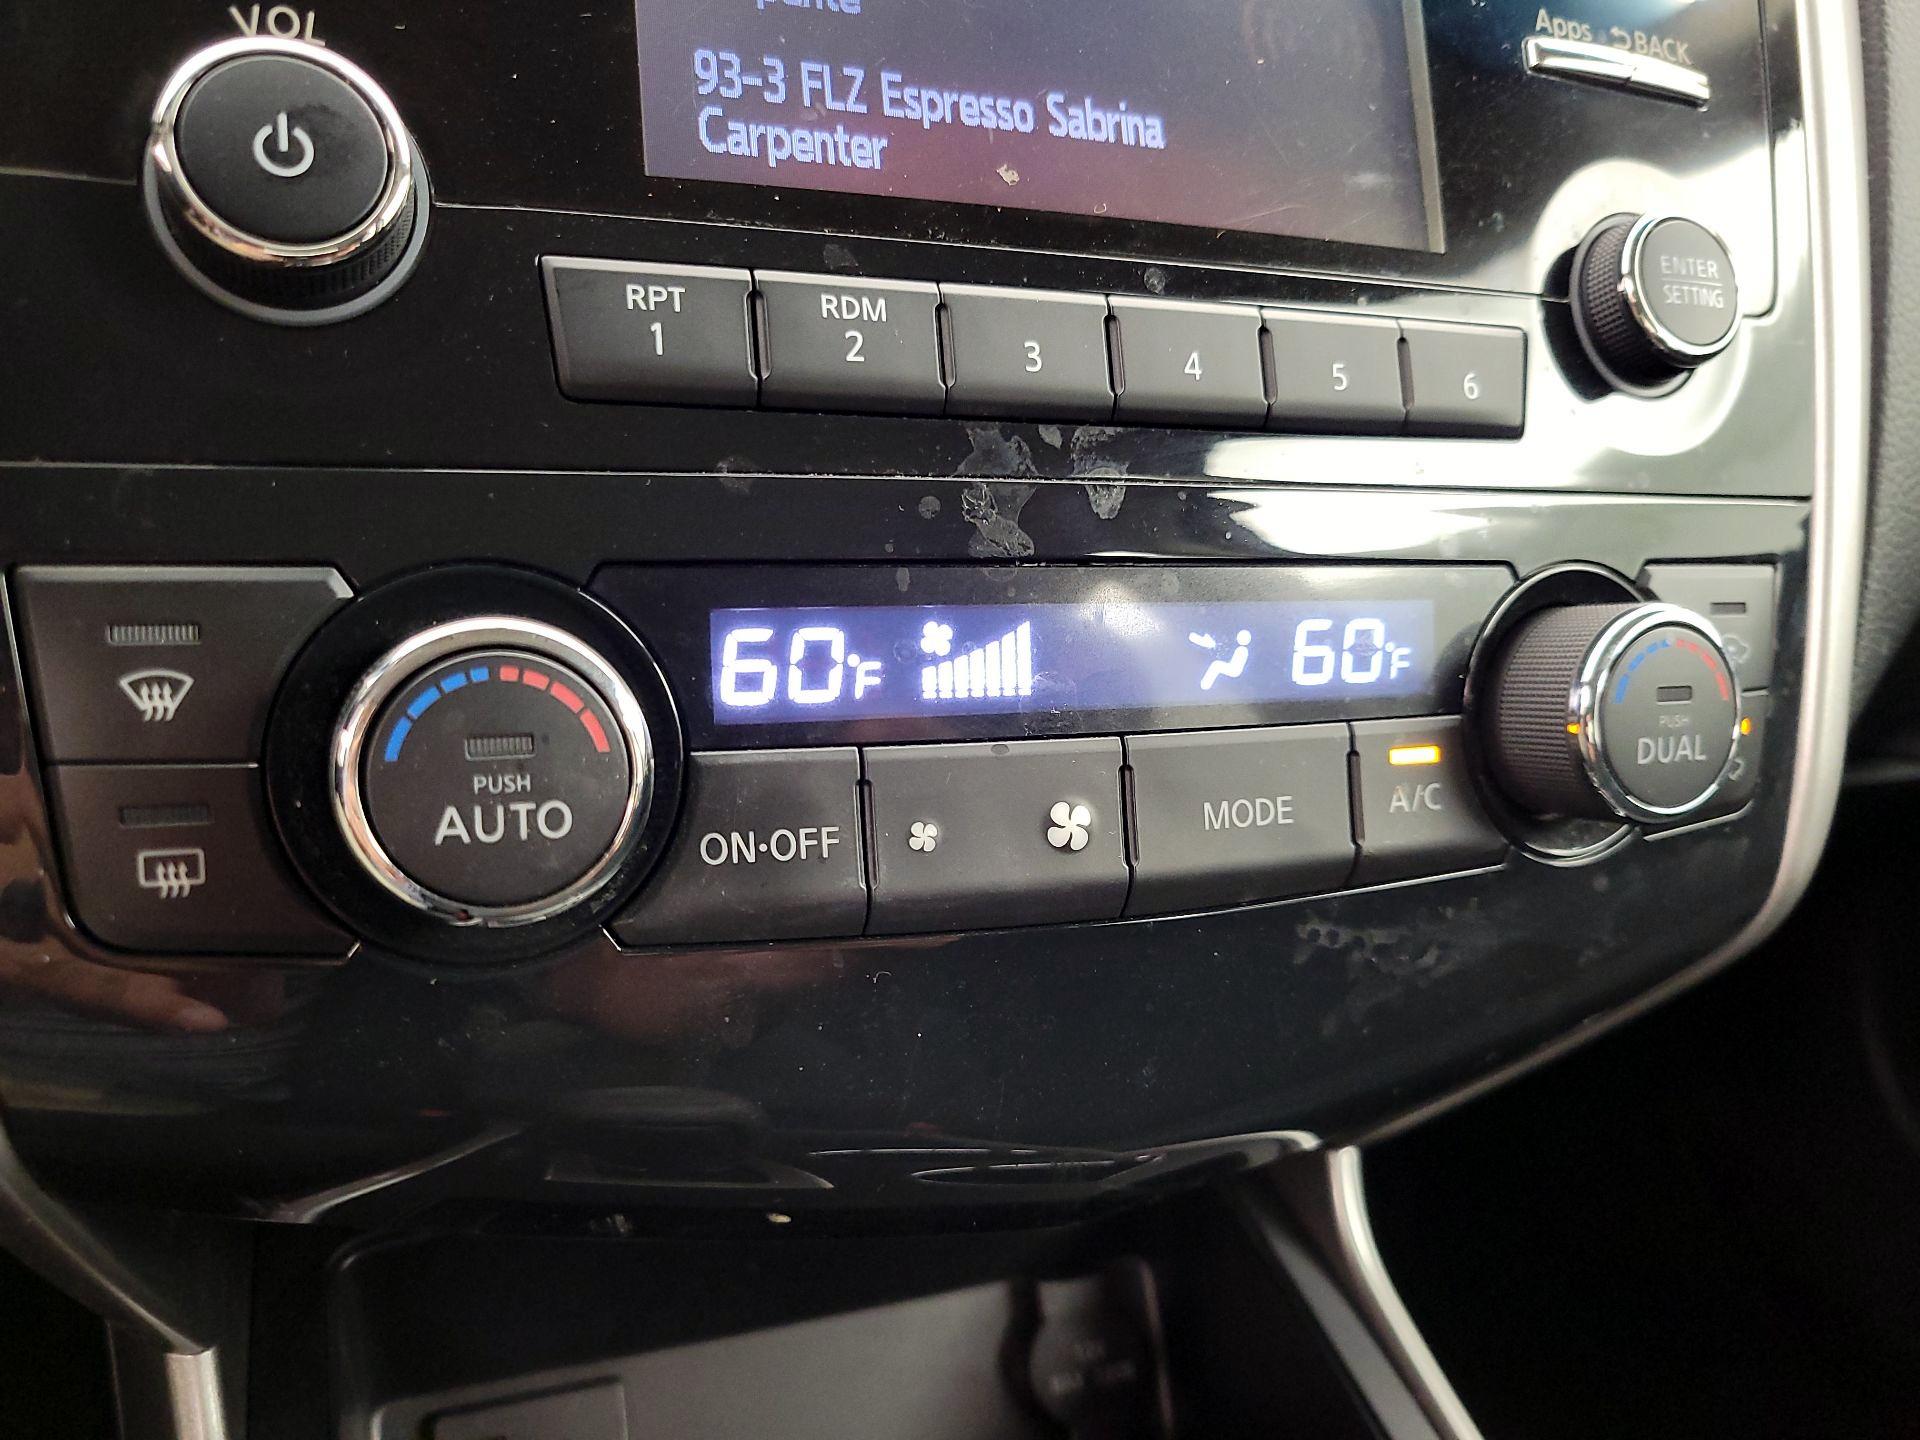 VOL
Apps BACK
93-3 FLZ Espresso Sabrina
Carpenter
ENTER
SETTING
RPT
1
RDM
2
3
4
5
6
60°F
60°F
PUSH
AUTO
ON•OFF
MODE
A/C
PUSH
DUAL